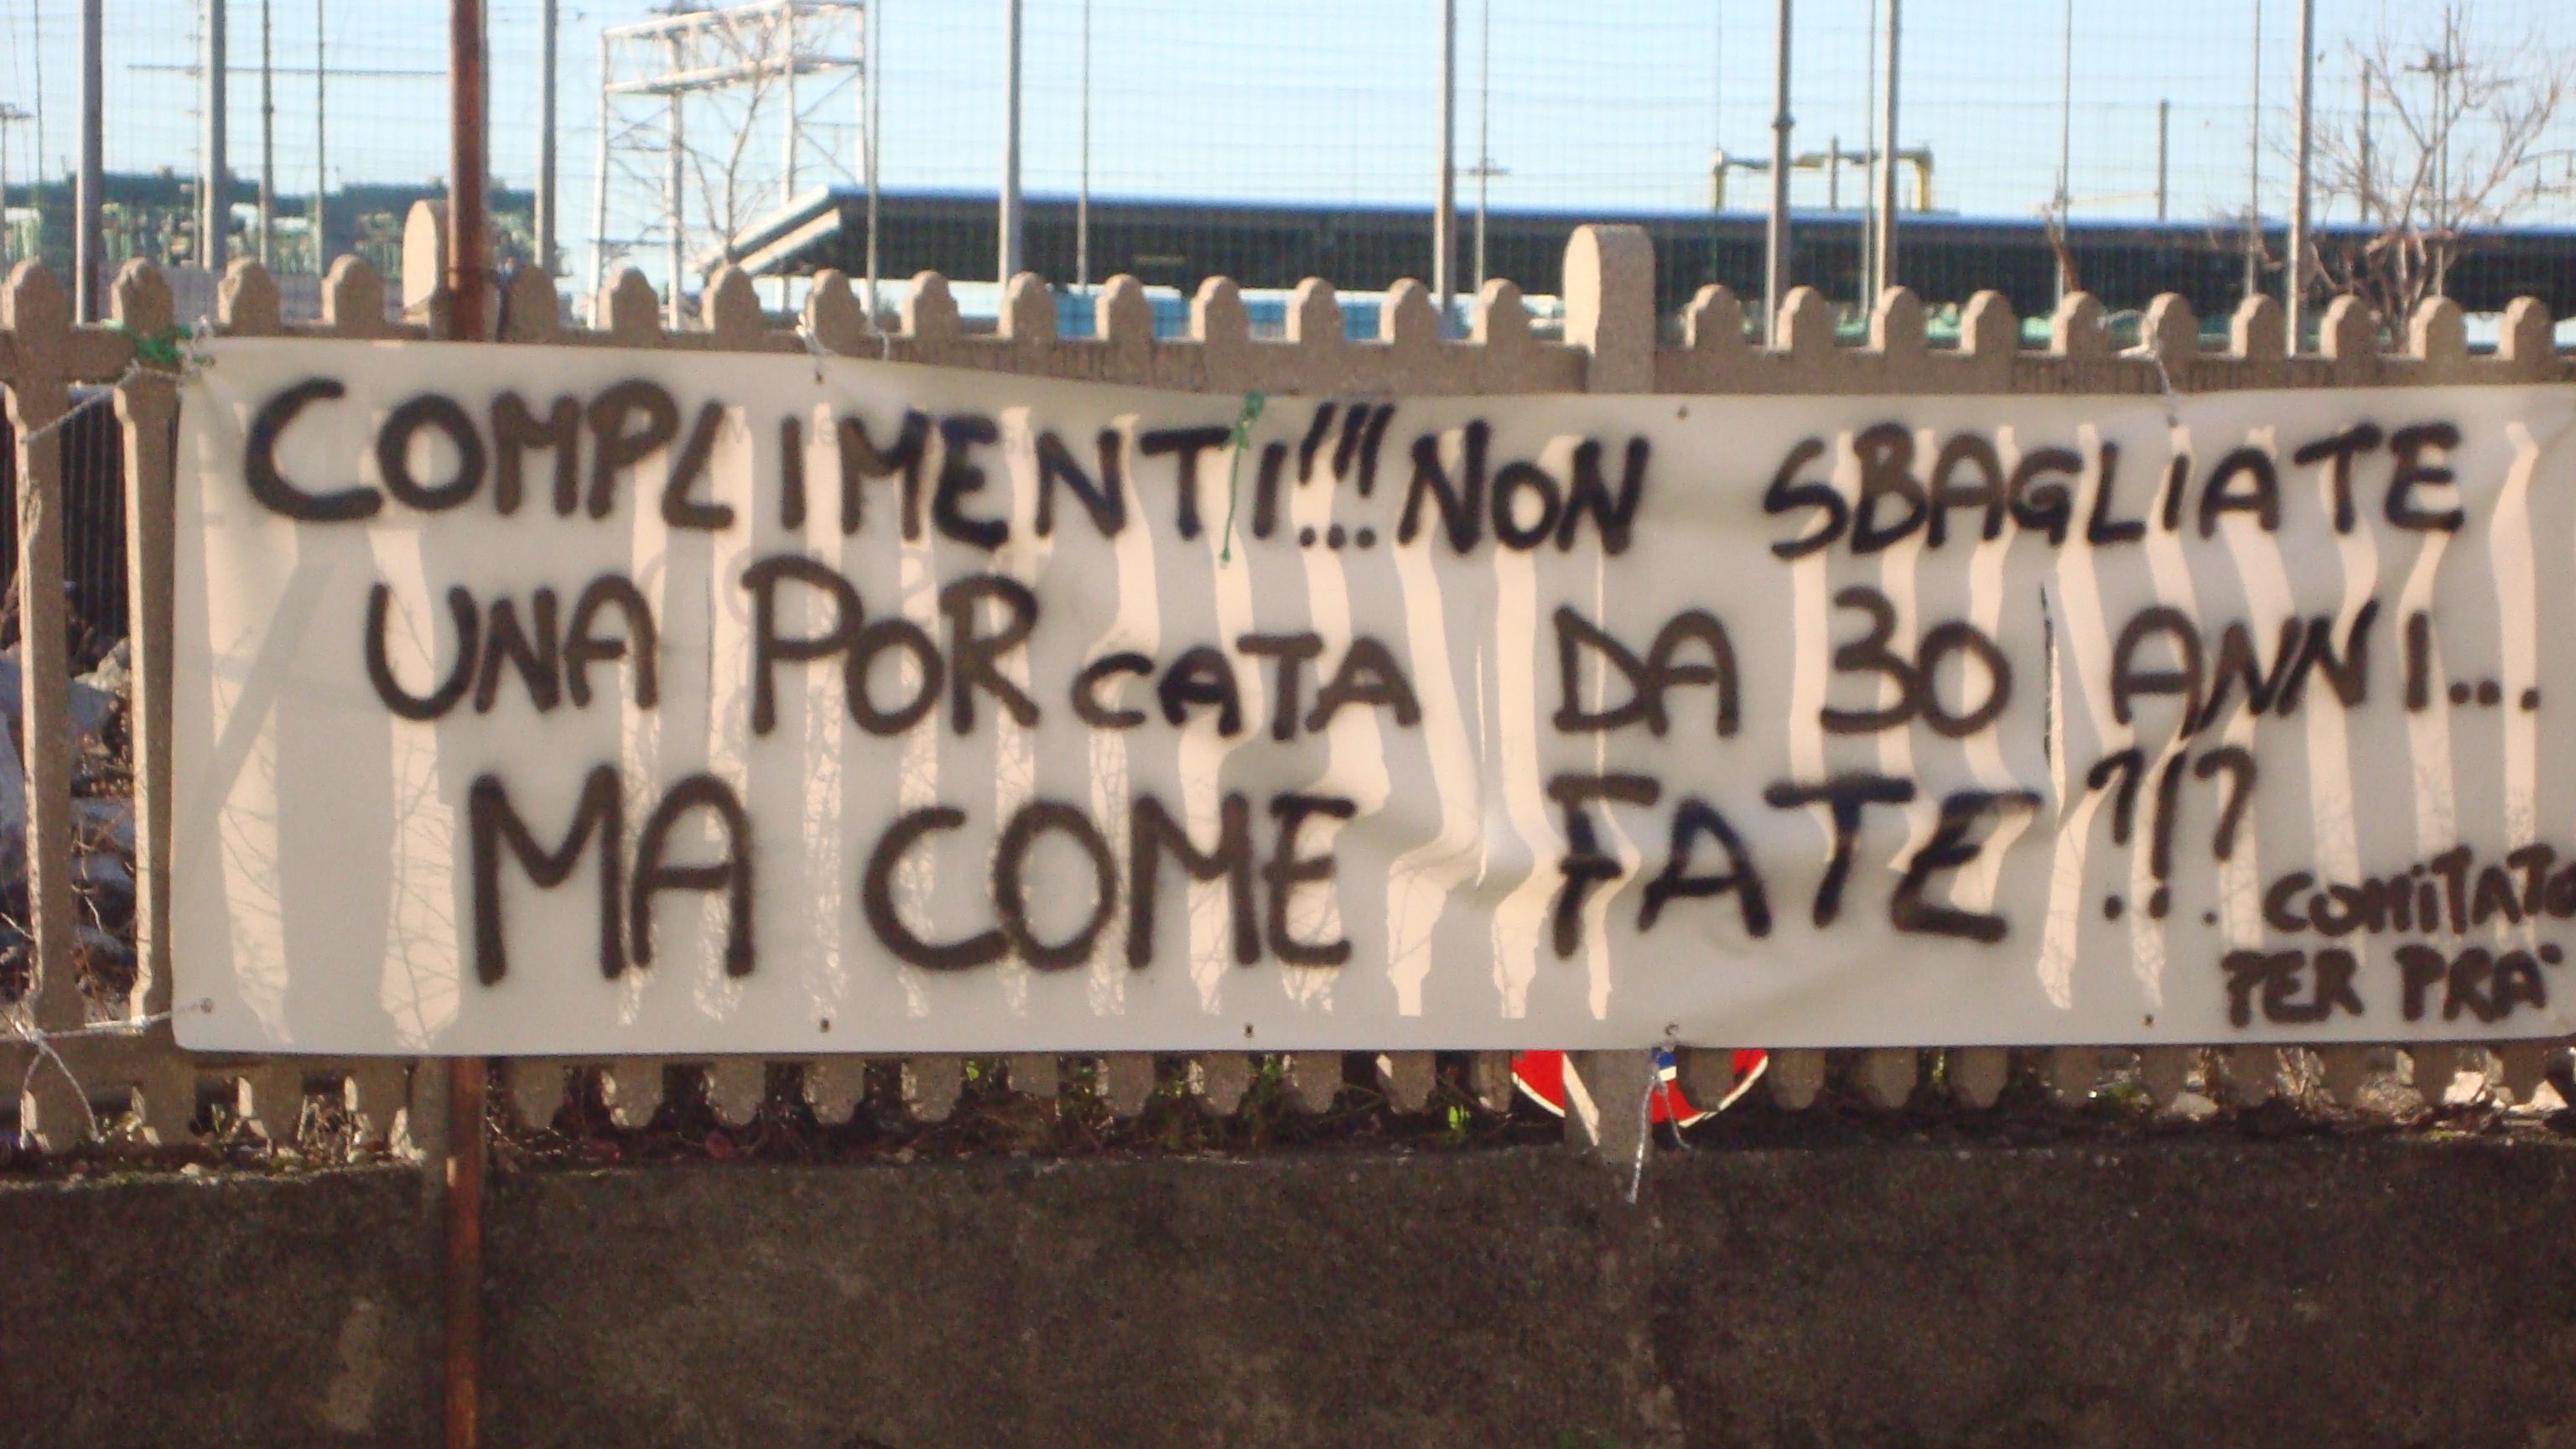 COMPLIMENTI!!!NON SBAGLIATE
UNA PORCATA DA 30 ANNI...
MA COME FATE?!?
COMITATO
PER PRA'